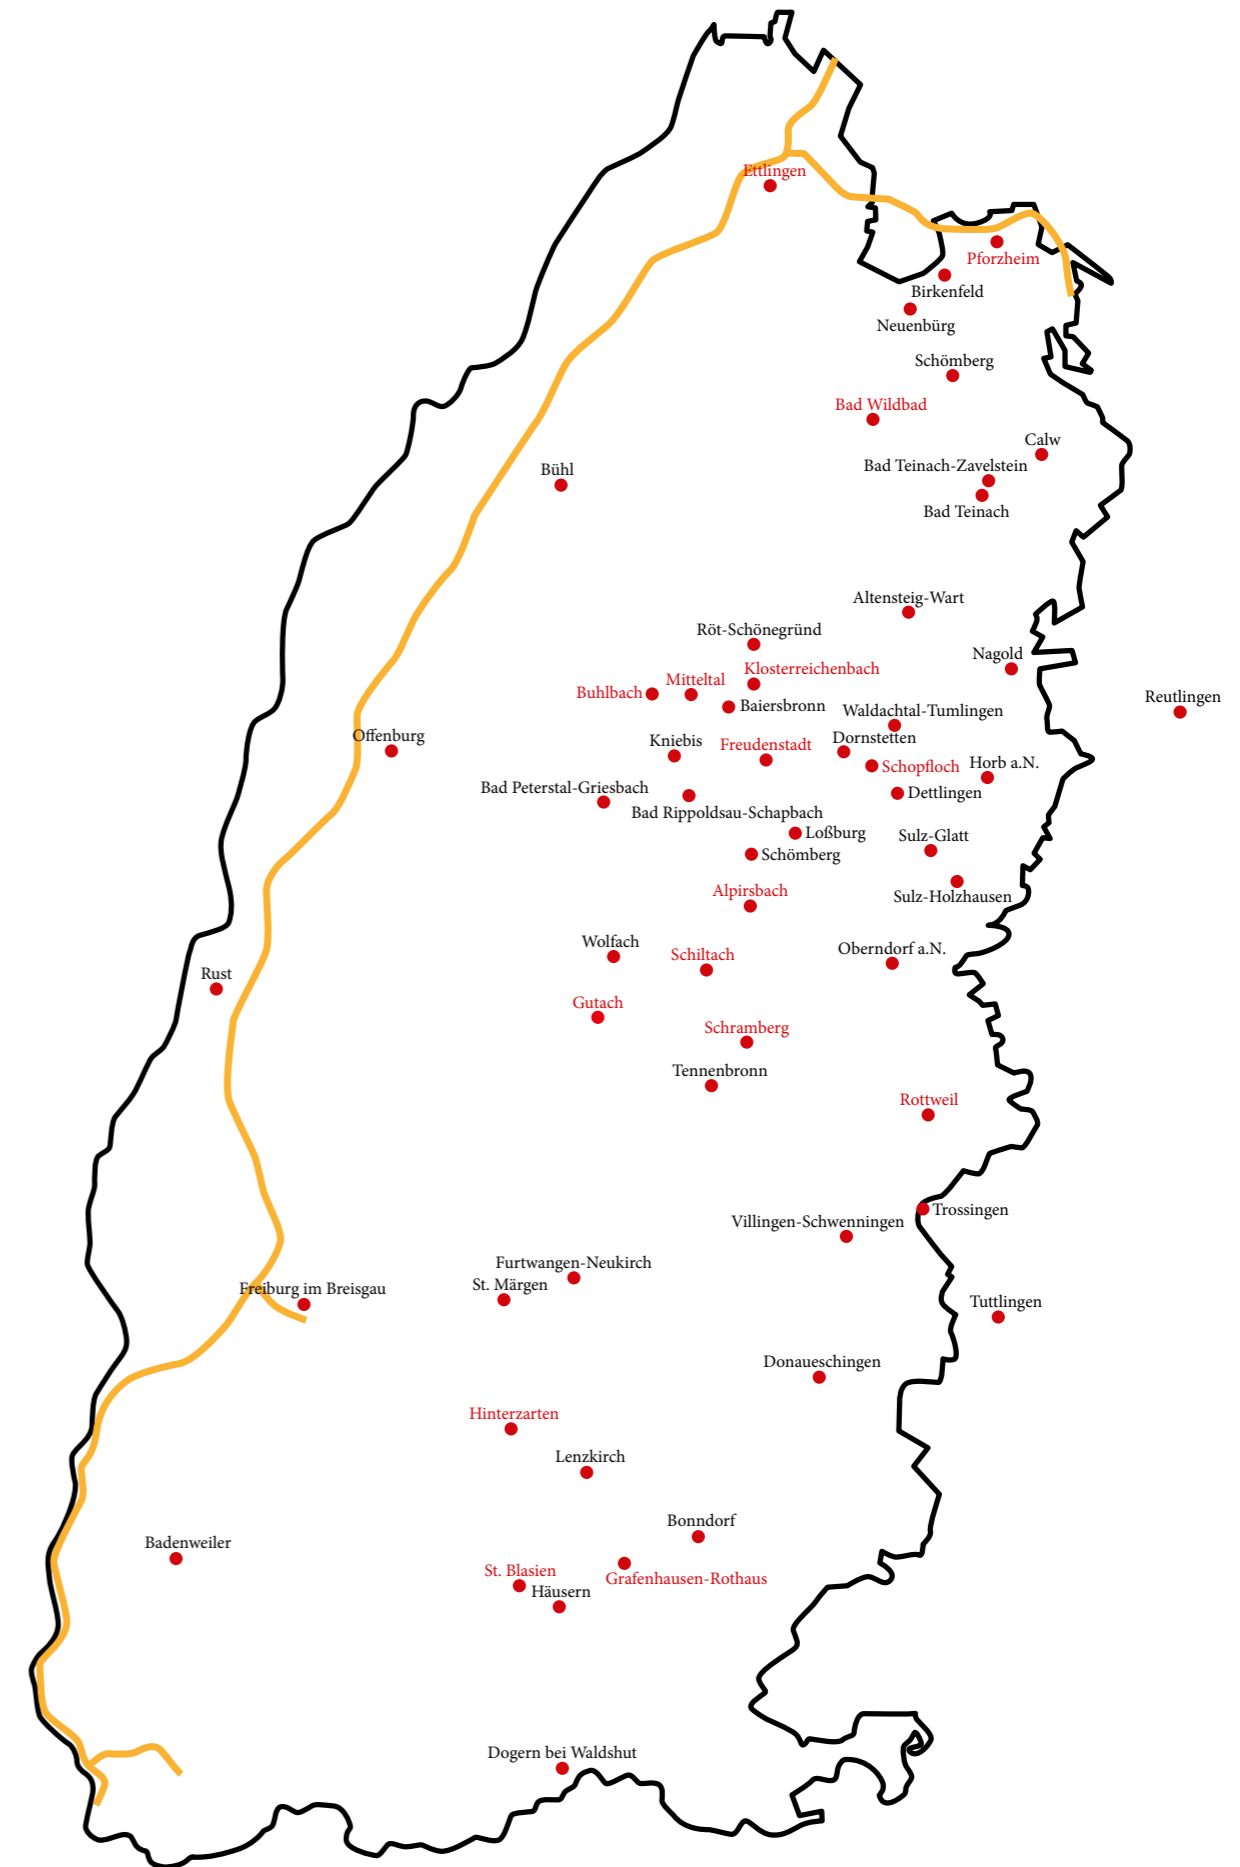 Ettlingen
Pforzheim
Birkenfeld
Neuenbürg
Schömberg
Bad Wildbad
Calw
Bad Teinach-Zavelstein
Bühl
Bad Teinach
Altensteig-Wart
Röt-Schönegründ
Nagold
Klosterreichenbach
Mitteltal
Buhlbach
Reutlingen
Baiersbronn
Waldachtal-Tumlingen
Offenburg
Dornstetten
Kniebis
Freudenstadt
Horb a.N.
Schopfloch
Bad Peterstal-Griesbach
Dettlingen
Bad Rippoldsau-Schapbach
Loßburg
Sulz-Glatt
Schömberg
Alpirsbach
Sulz-Holzhausen
Wolfach
Oberndorf a.N.
Schiltach
Rust
Gutach
Schramberg
Tennenbronn
Rottweil
Trossingen
Villingen-Schwenningen
Furtwangen-Neukirch
St. Märgen
Freiburg im Breisgau
Tuttlingen
Donaueschingen
Hinterzarten
Lenzkirch
Bonndorf
Badenweiler
St. Blasien
Grafenhausen-Rothaus
Häusern
Dogern bei Waldshut